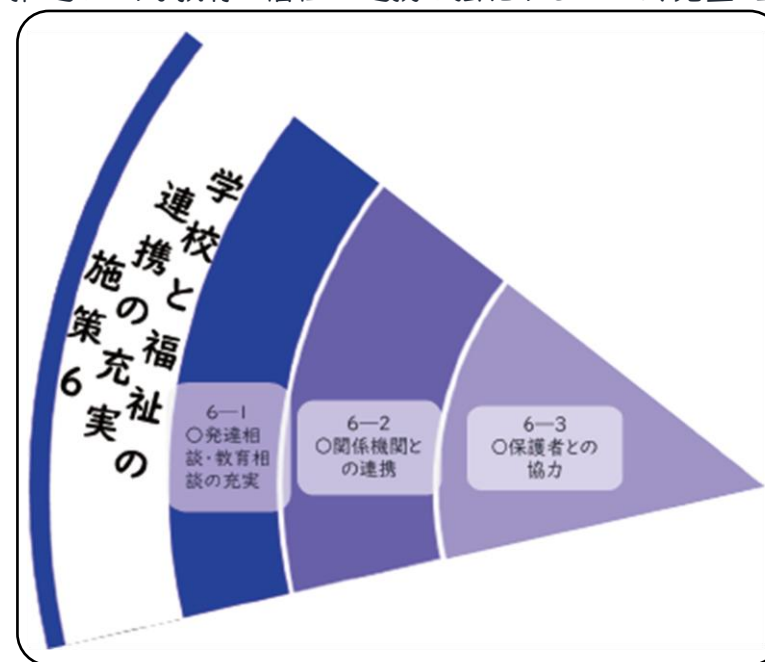 学校と福祉の
連携の充実
施策6
6―1
○発達相
談・教育相
談の充実
6―2
○関係機関と
の連携
6―3
○保護者との
協力